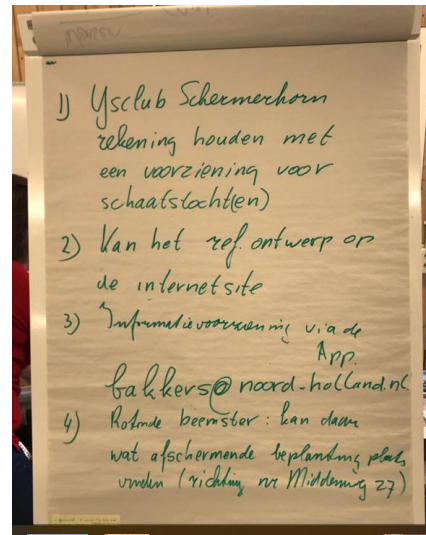 1) Ysclub Schermerhorn
rekening houden met
een voorziening voor
schaatstocht(en)
2) Kan het ref. ontwerp op
de internetsite
3) Informatievoorziening via de
App.
bakkers@noord-holland.nl.
4) Rotonde beemster: kan daar
wat afschermende beplanting plaats
vinden (richting nr Middenweg 27)